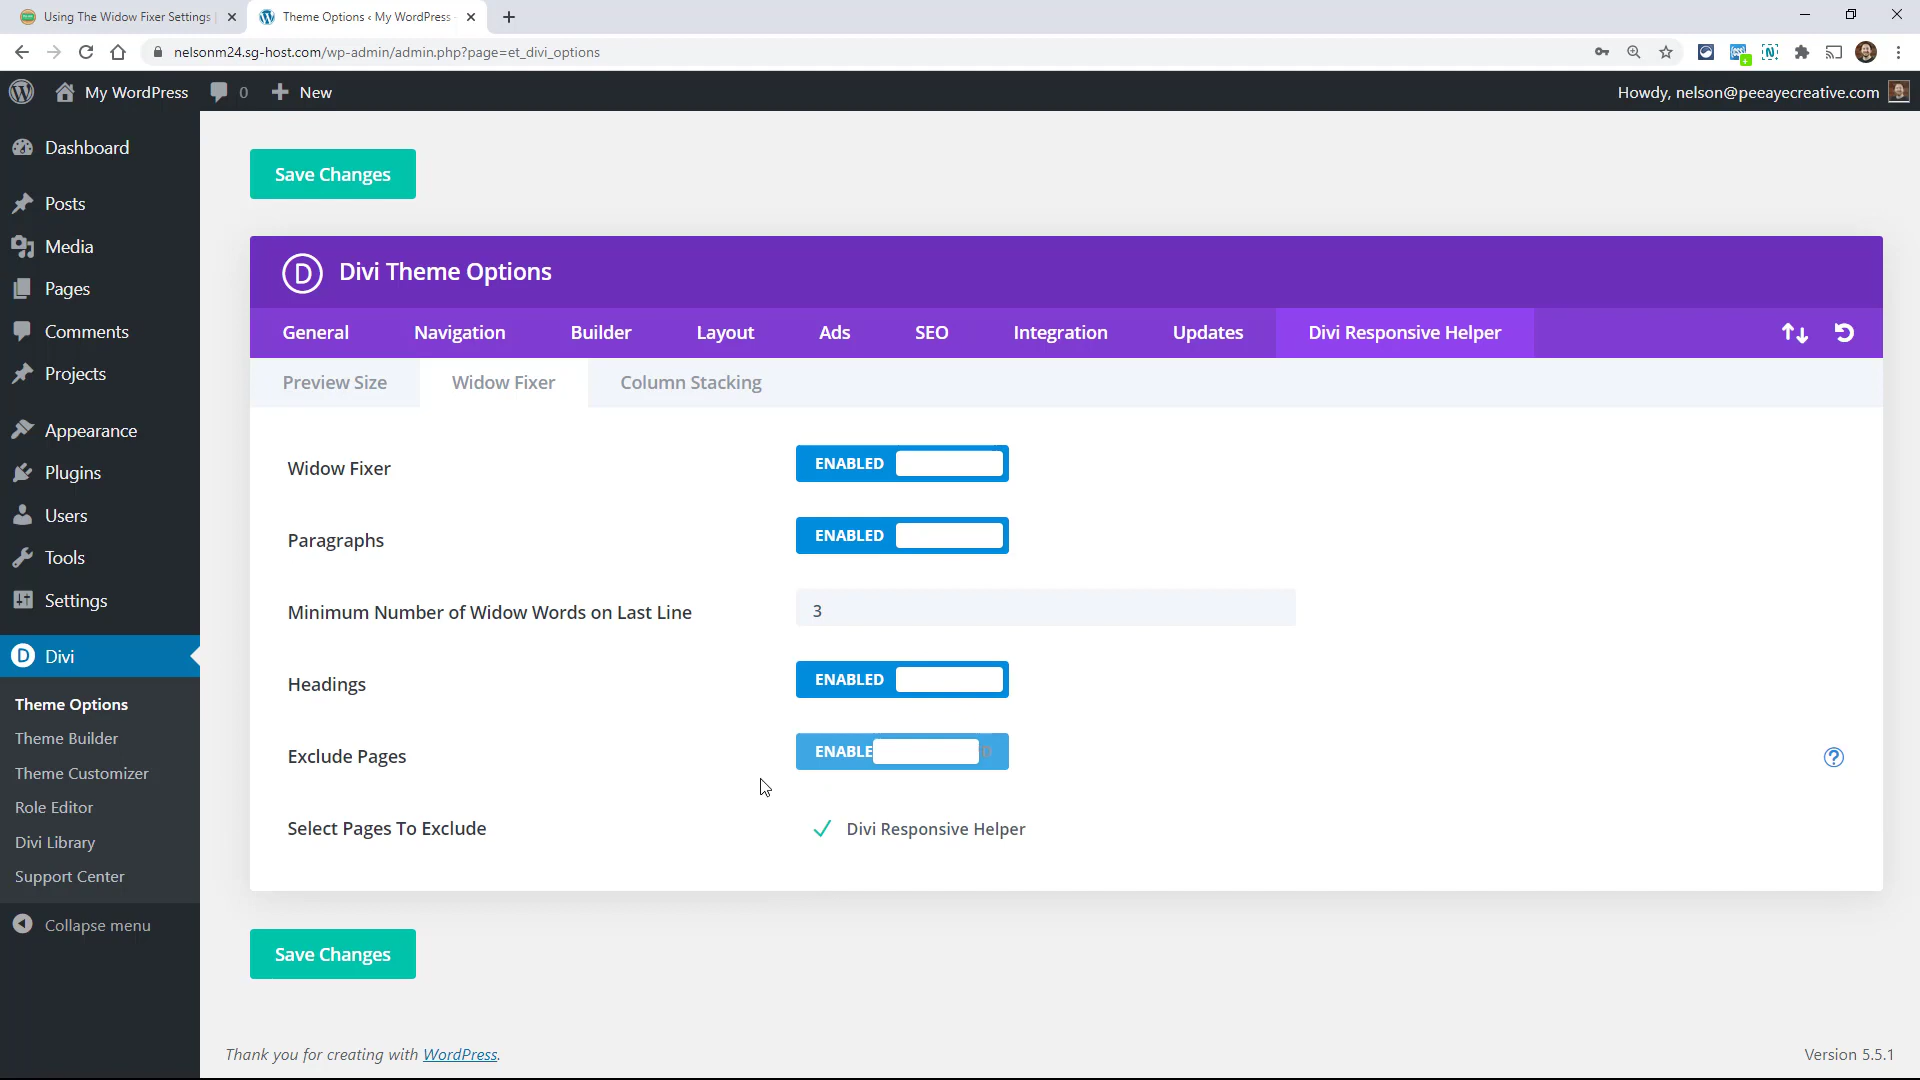 Using The Widow Fixer Settings
Theme Options ‹ My WordPress
nelsonm24.sg-host.com/wp-admin/admin.php?page=et_divi_options
My WordPress
0
New
Howdy, nelson@peeayecreative.com
Dashboard
Posts
Media
Pages
Comments
Projects
Appearance
Plugins
Users
Tools
Settings
Divi
Theme Options
Theme Builder
Theme Customizer
Role Editor
Divi Library
Support Center
Collapse menu
Save Changes
Divi Theme Options
General
Navigation
Builder
Layout
Ads
SEO
Integration
Updates
Divi Responsive Helper
Preview Size
Widow Fixer
Column Stacking
Widow Fixer
ENABLED
Paragraphs
ENABLED
Minimum Number of Widow Words on Last Line
3
Headings
ENABLED
Exclude Pages
ENABLE
Select Pages To Exclude
Divi Responsive Helper
Save Changes
Thank you for creating with WordPress.
Version 5.5.1